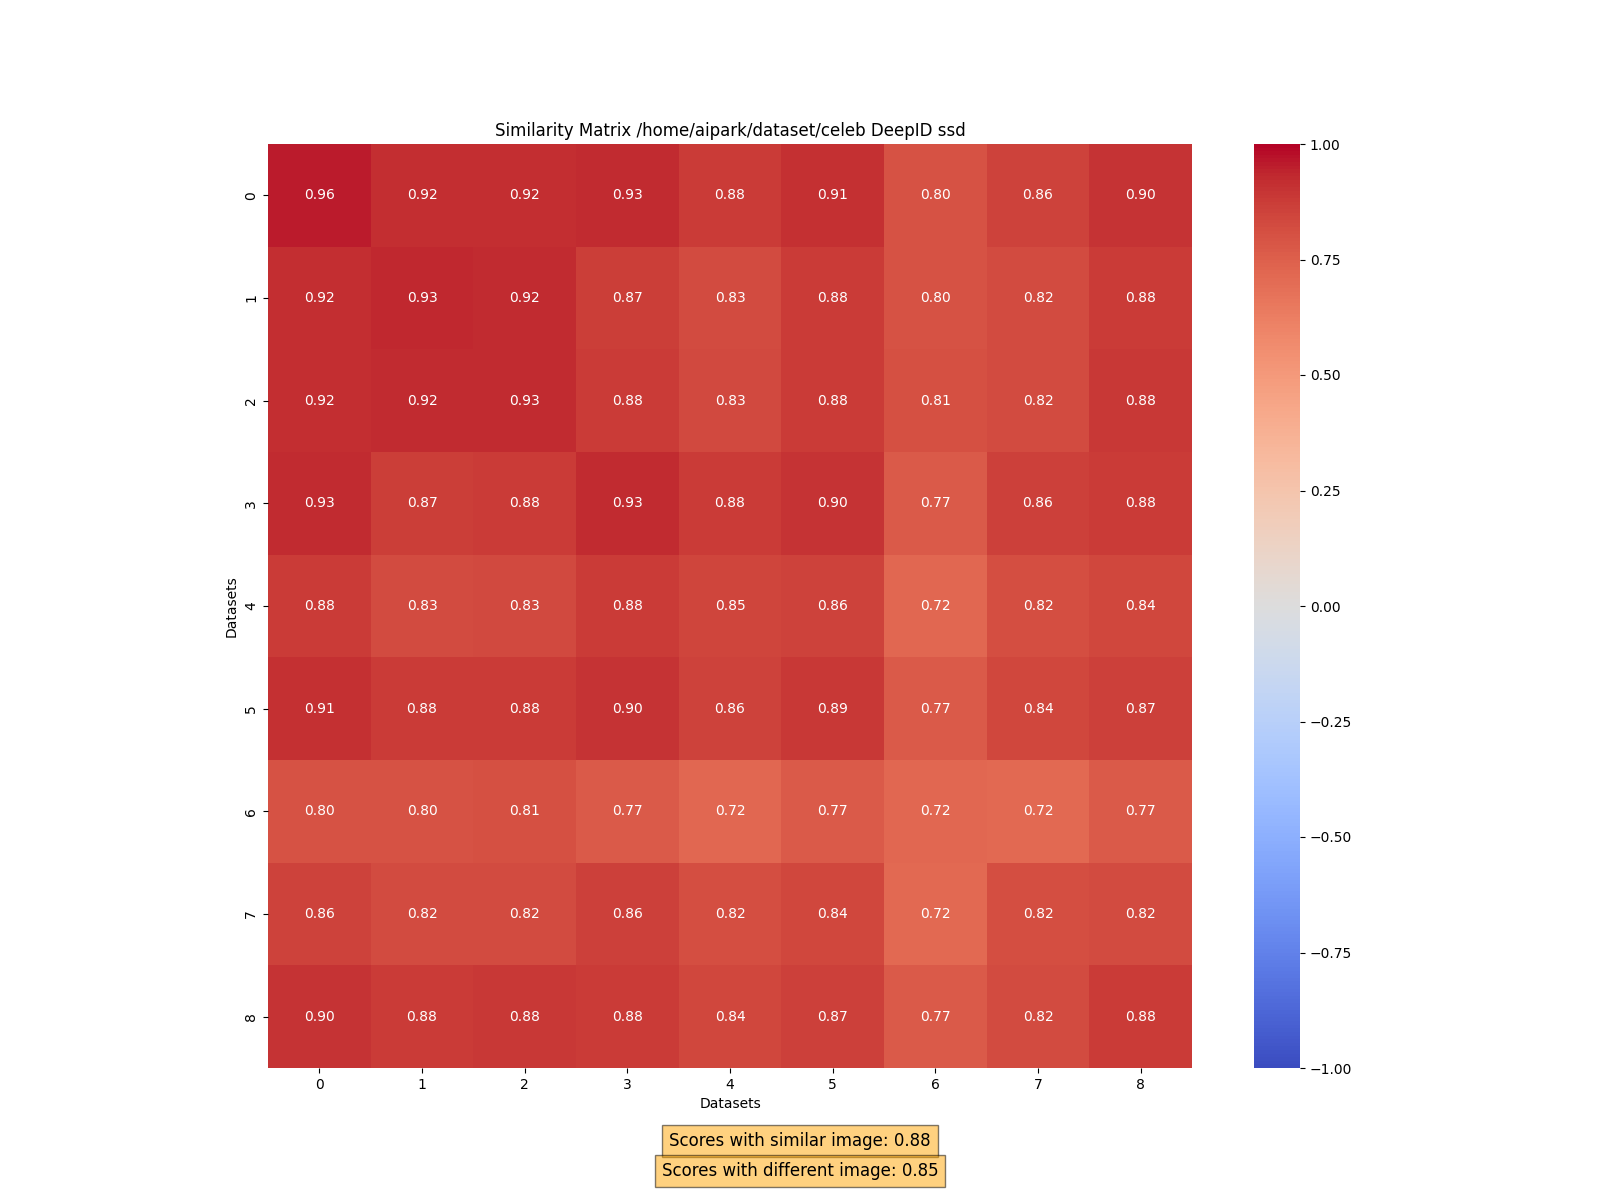 Similarity Matrix /home/aipark/dataset/celeb DeepID ssd
0 0.96 0.92 0.92 0.93 0.88 0.91 0.80 0.86 0.90
1 0.92 0.93 0.92 0.87 0.83 0.88 0.80 0.82 0.88
2 0.92 0.92 0.93 0.88 0.83 0.88 0.81 0.82 0.88
3 0.93 0.87 0.88 0.93 0.88 0.90 0.77 0.86 0.88
4 0.88 0.83 0.83 0.88 0.85 0.86 0.72 0.82 0.84
5 0.91 0.88 0.88 0.90 0.86 0.89 0.77 0.84 0.87
6 0.80 0.80 0.81 0.77 0.72 0.77 0.72 0.72 0.77
7 0.86 0.82 0.82 0.86 0.82 0.84 0.72 0.82 0.82
8 0.90 0.88 0.88 0.88 0.84 0.87 0.77 0.82 0.88
0 1 2 3 4 5 6 7 8
Datasets
Datasets
1.00
0.75
0.50
0.25
0.00
−0.25
−0.50
−0.75
−1.00
Scores with similar image: 0.88
Scores with different image: 0.85